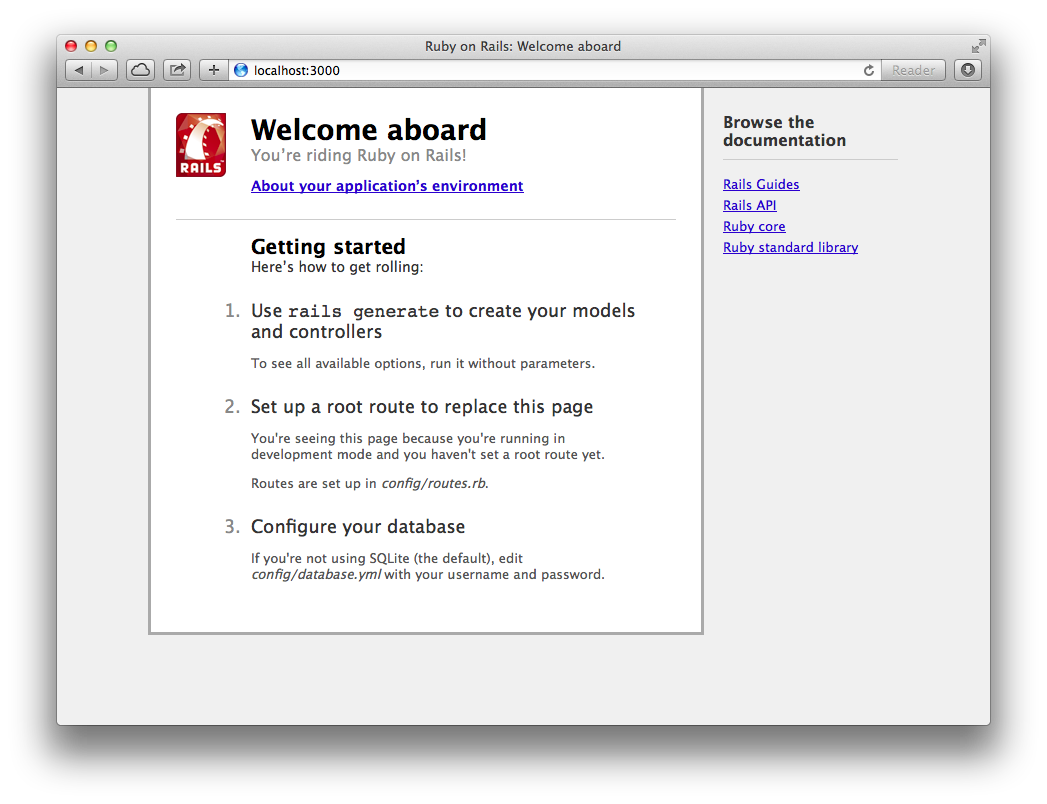 Ruby on Rails: Welcome aboard
localhost:3000
Reader
RAILS
Welcome aboard
You’re riding Ruby on Rails!
About your application’s environment
Getting started
Here’s how to get rolling:
1. Use rails generate to create your models
and controllers
To see all available options, run it without parameters.
2. Set up a root route to replace this page
You're seeing this page because you're running in
development mode and you haven't set a root route yet.
Routes are set up in config/routes.rb.
3. Configure your database
If you're not using SQLite (the default), edit
config/database.yml with your username and password.
Browse the
documentation
Rails Guides
Rails API
Ruby core
Ruby standard library